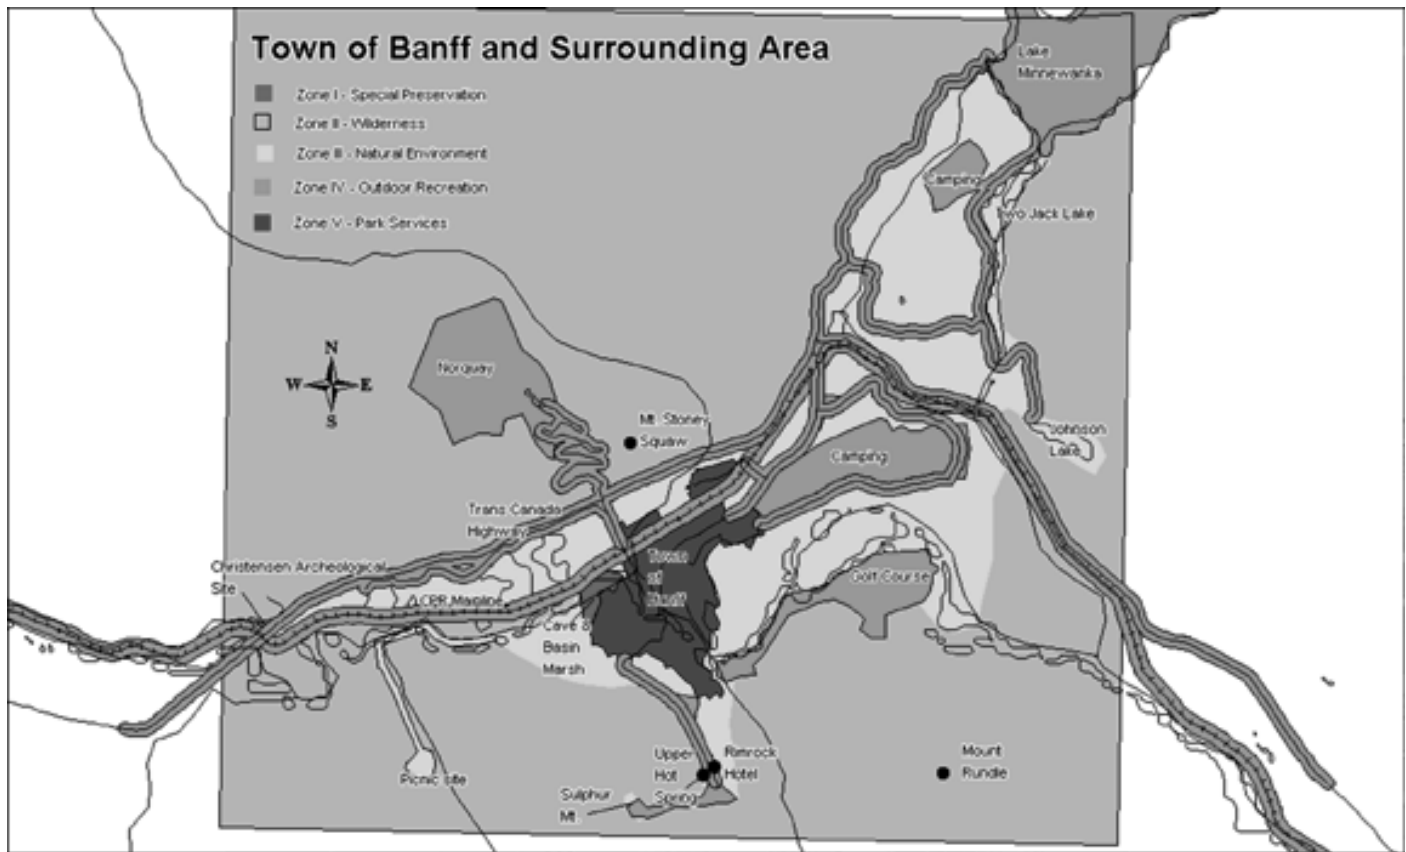 Town of Banff and Surrounding Area
Zone I - Special Preservation
Zone II - Wilderness
Zone III - Natural Environment
Zone IV - Outdoor Recreation
Zone V - Park Services
Lake
Minnewanka
Camping
Two Jack Lake
N
W E
S
Norquay
Mt. Stoney
Squaw
Johnson
Lake
Camping
Trans Canada
Highway
Christensen Archeological
Site
Town
of
Banff
Golf Course
CPR Mainline
Cave &
Basin
Marsh
Picnic site
Upper
Hot
Spring
Rimrock
Hotel
Mount
Rundle
Sulphur
Mt.